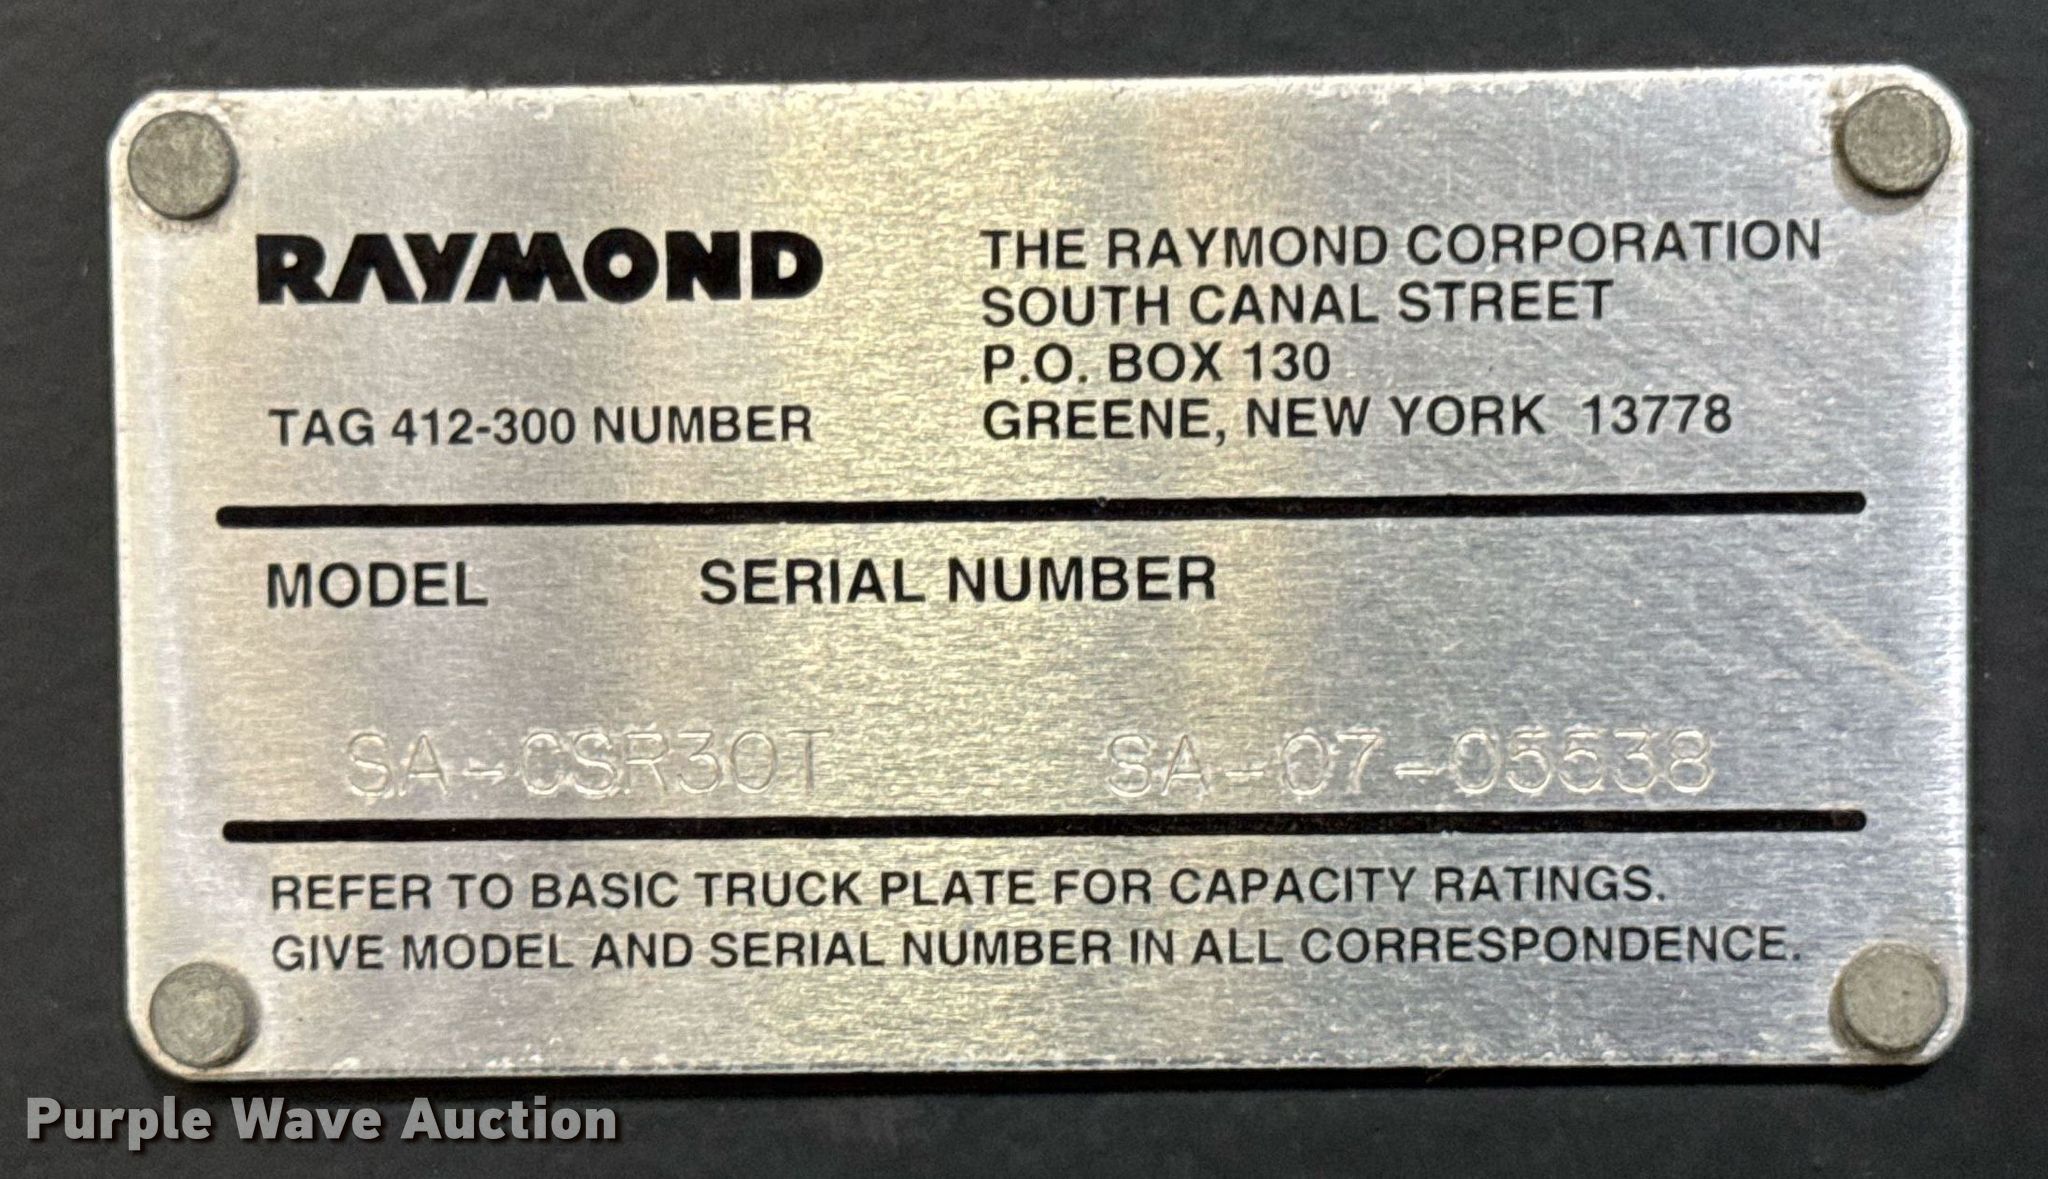 RAYMOND
TAG 412-300 NUMBER
THE RAYMOND CORPORATION
SOUTH CANAL STREET
P.O. BOX 130
GREENE, NEW YORK 13778
MODEL SERIAL NUMBER
SA-CSR30T SA-07-05538
REFER TO BASIC TRUCK PLATE FOR CAPACITY RATINGS.
GIVE MODEL AND SERIAL NUMBER IN ALL CORRESPONDENCE.
Purple Wave Auction